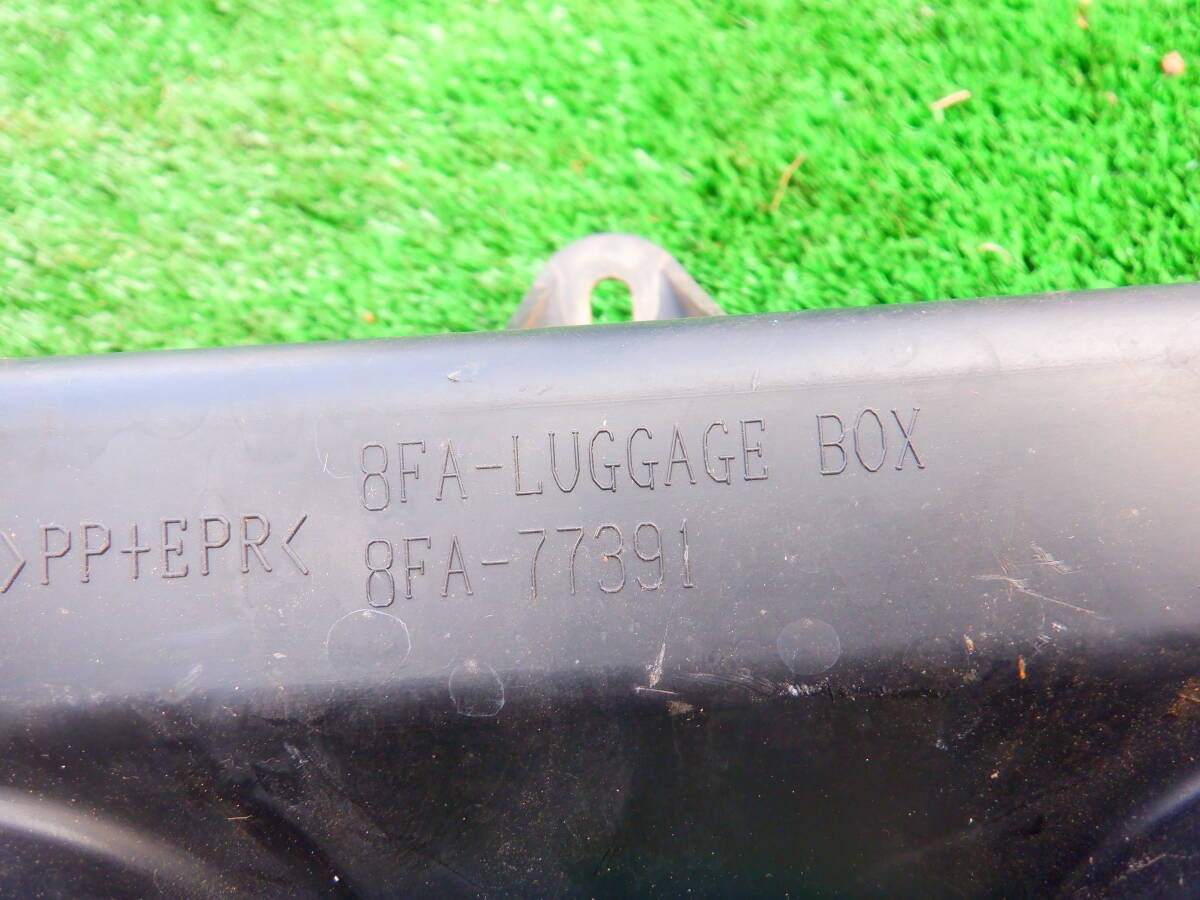 8FA-LUGGAGE BOX
>PP+EPR<
8FA-77391